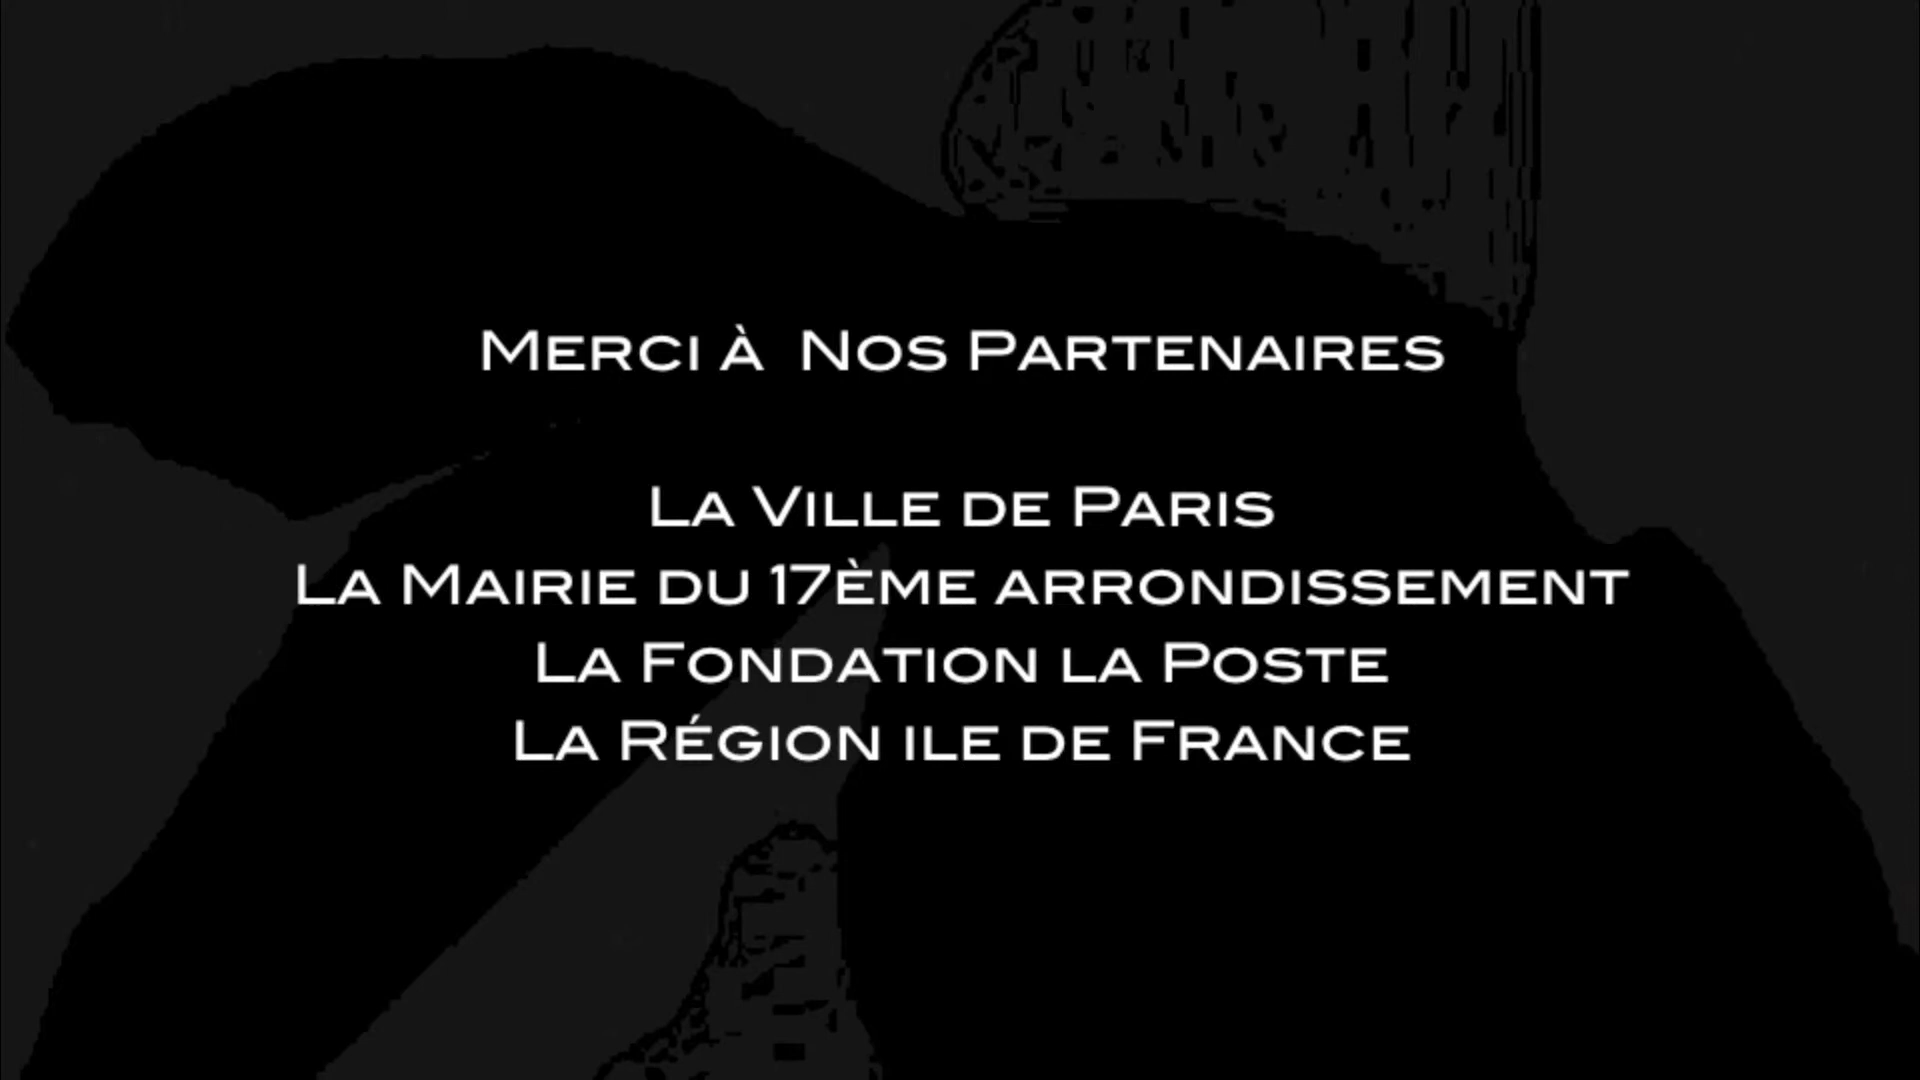 Merci à Nos Partenaires
La Ville de Paris
La Mairie du 17ème arrondissement
La Fondation la Poste
La Région ile de France